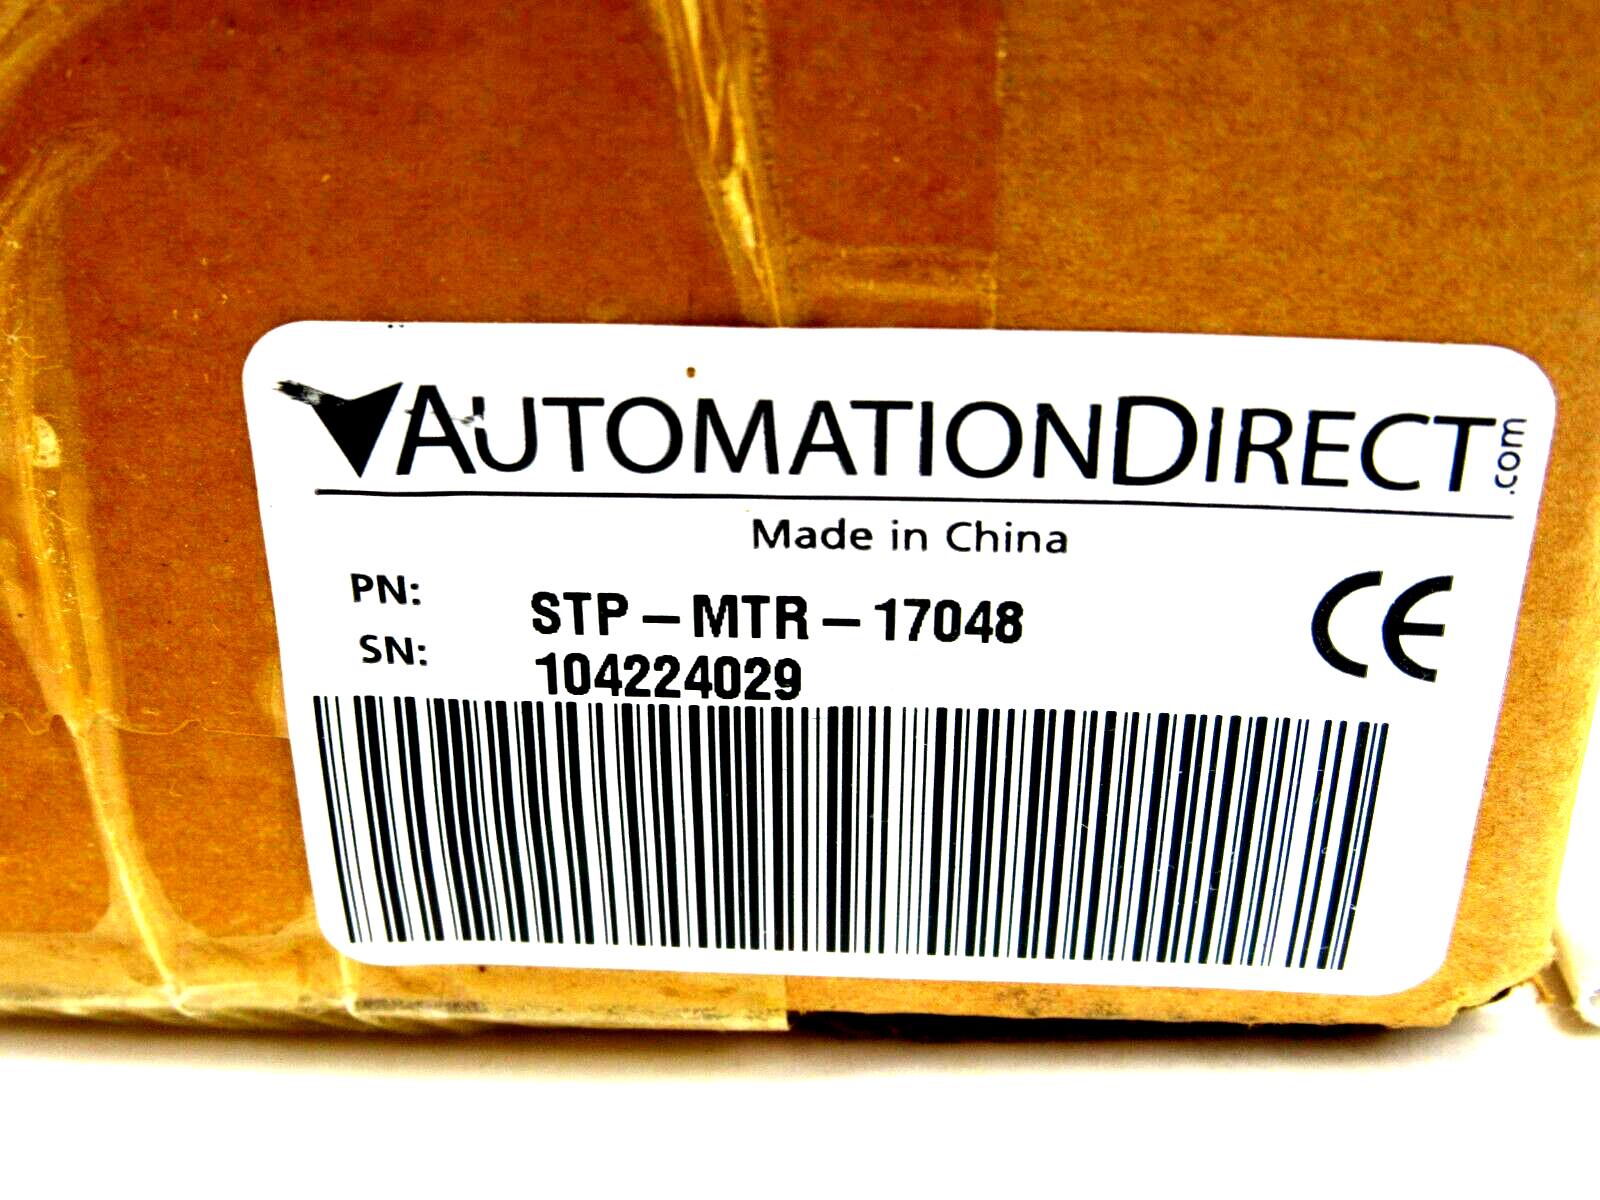 AUTOMATIONDIRECT.com
Made in China
PN: STP-MTR-17048
SN: 104224029
CE